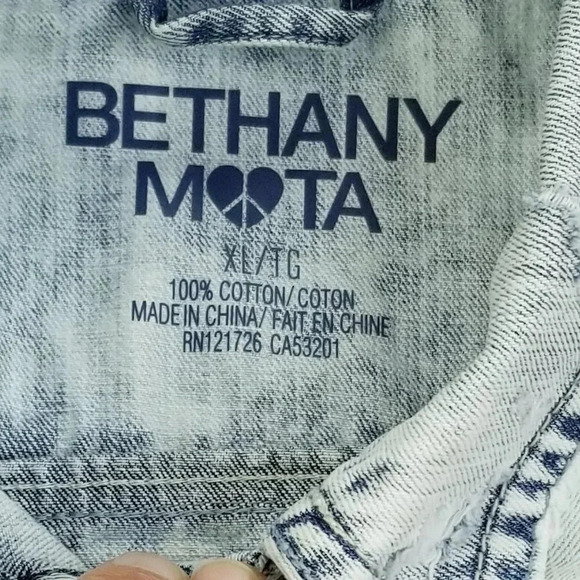 BETHANY
MOTA
XL/TG
100% COTTON/COTON
MADE IN CHINA/ FAIT EN CHINE
RN121726 CA53201